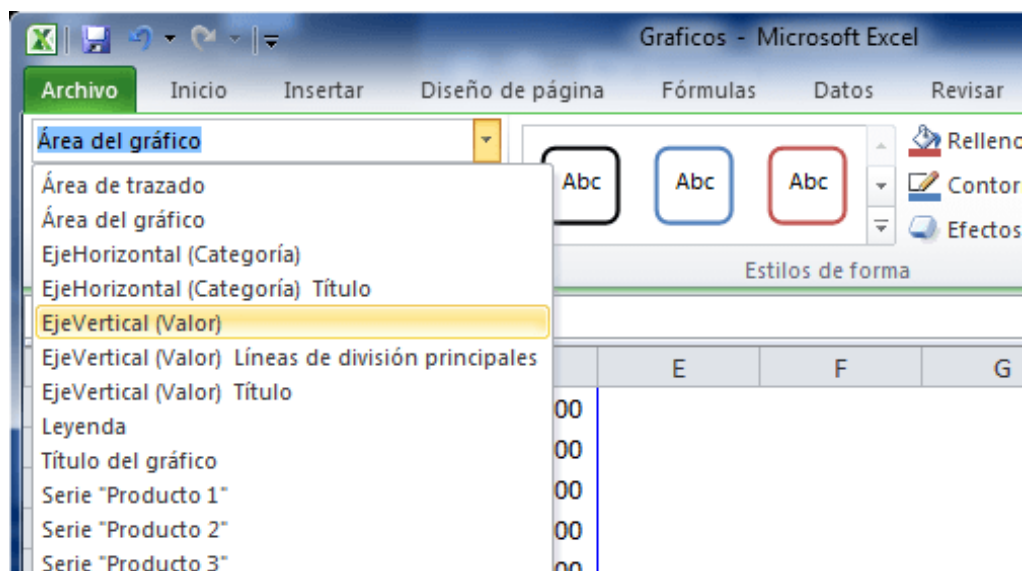 Graficos - Microsoft Excel
Archivo Inicio Insertar Diseño de página Fórmulas Datos Revisar
Área del gráfico
Abc Abc Abc
Relleno
Contor
Efectos
Estilos de forma
Área de trazado
Área del gráfico
EjeHorizontal (Categoría)
EjeHorizontal (Categoría) Título
EjeVertical (Valor)
EjeVertical (Valor) Líneas de división principales
EjeVertical (Valor) Título
Leyenda
Título del gráfico
Serie "Producto 1"
Serie "Producto 2"
Serie "Producto 3"
E F G
00
00
00
00
00